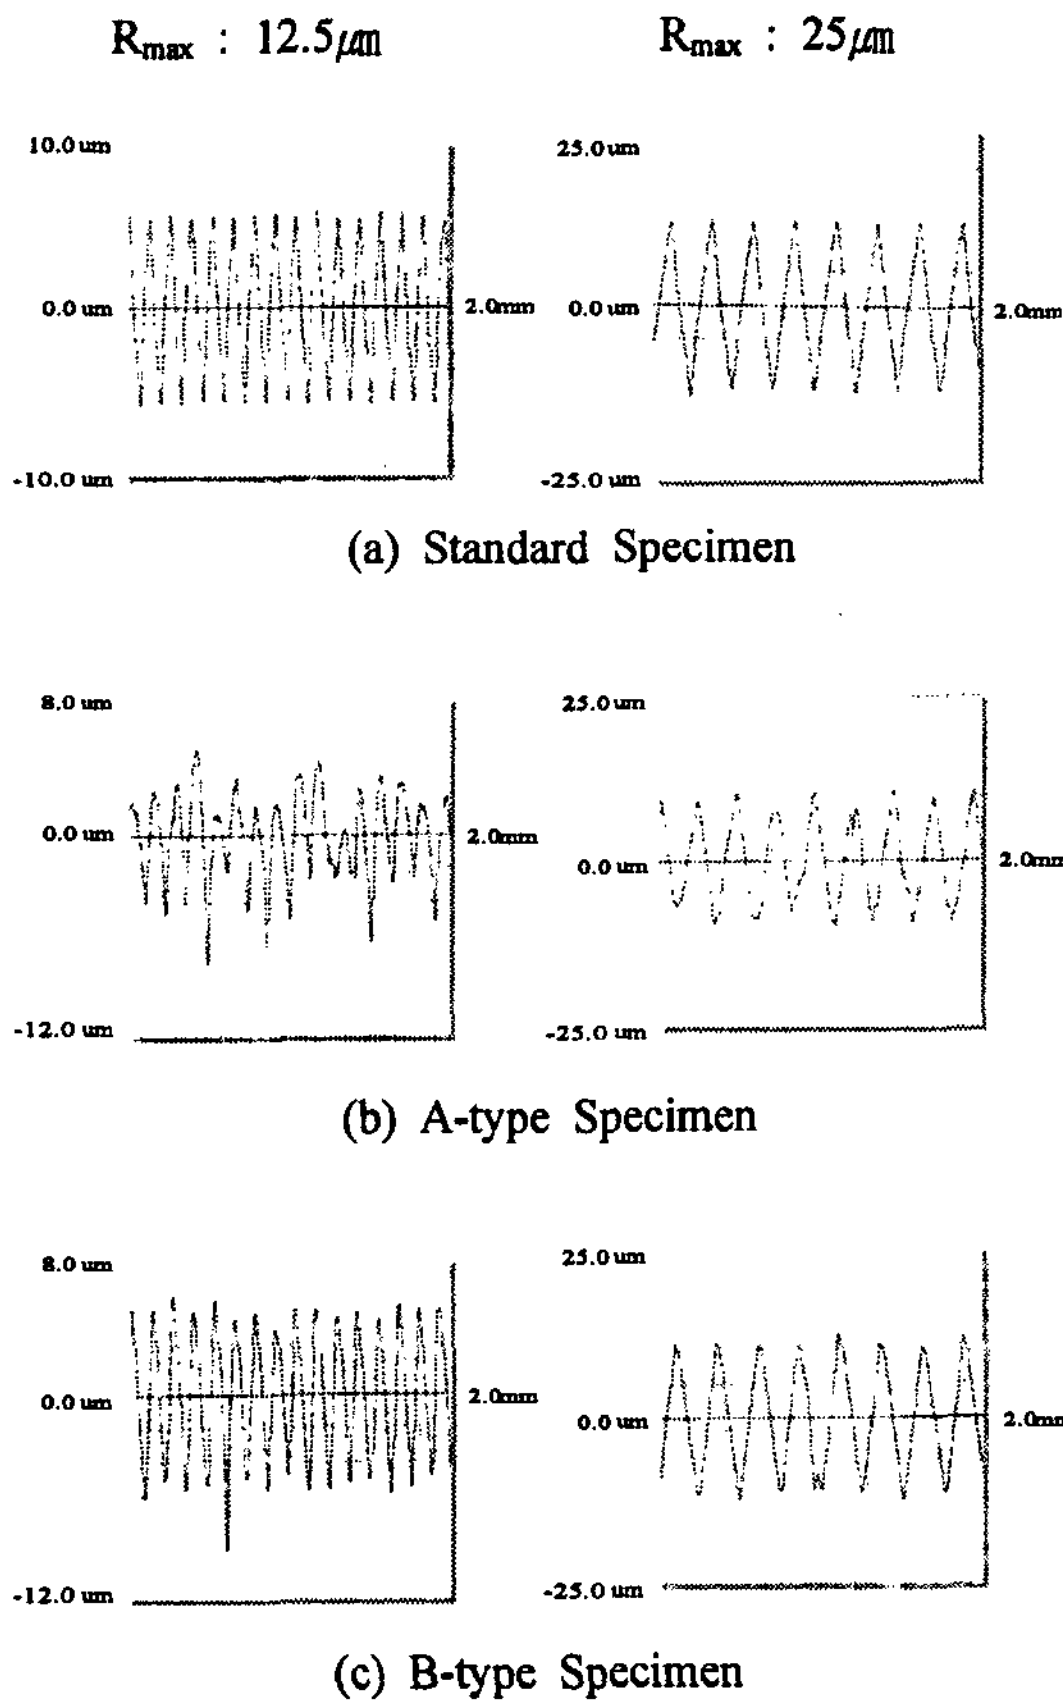 Rmax : 12.5㎛ Rmax : 25㎛
10.0 um 25.0 um
0.0 um 2.0mm 0.0 um 2.0mm
-10.0 um -25.0 um
(a) Standard Specimen
8.0 um 25.0 um
0.0 um 2.0mm 0.0 um 2.0mm
-12.0 um -25.0 um
(b) A-type Specimen
8.0 um 25.0 um
0.0 um 2.0mm 0.0 um 2.0mm
-12.0 um -25.0 um
(c) B-type Specimen